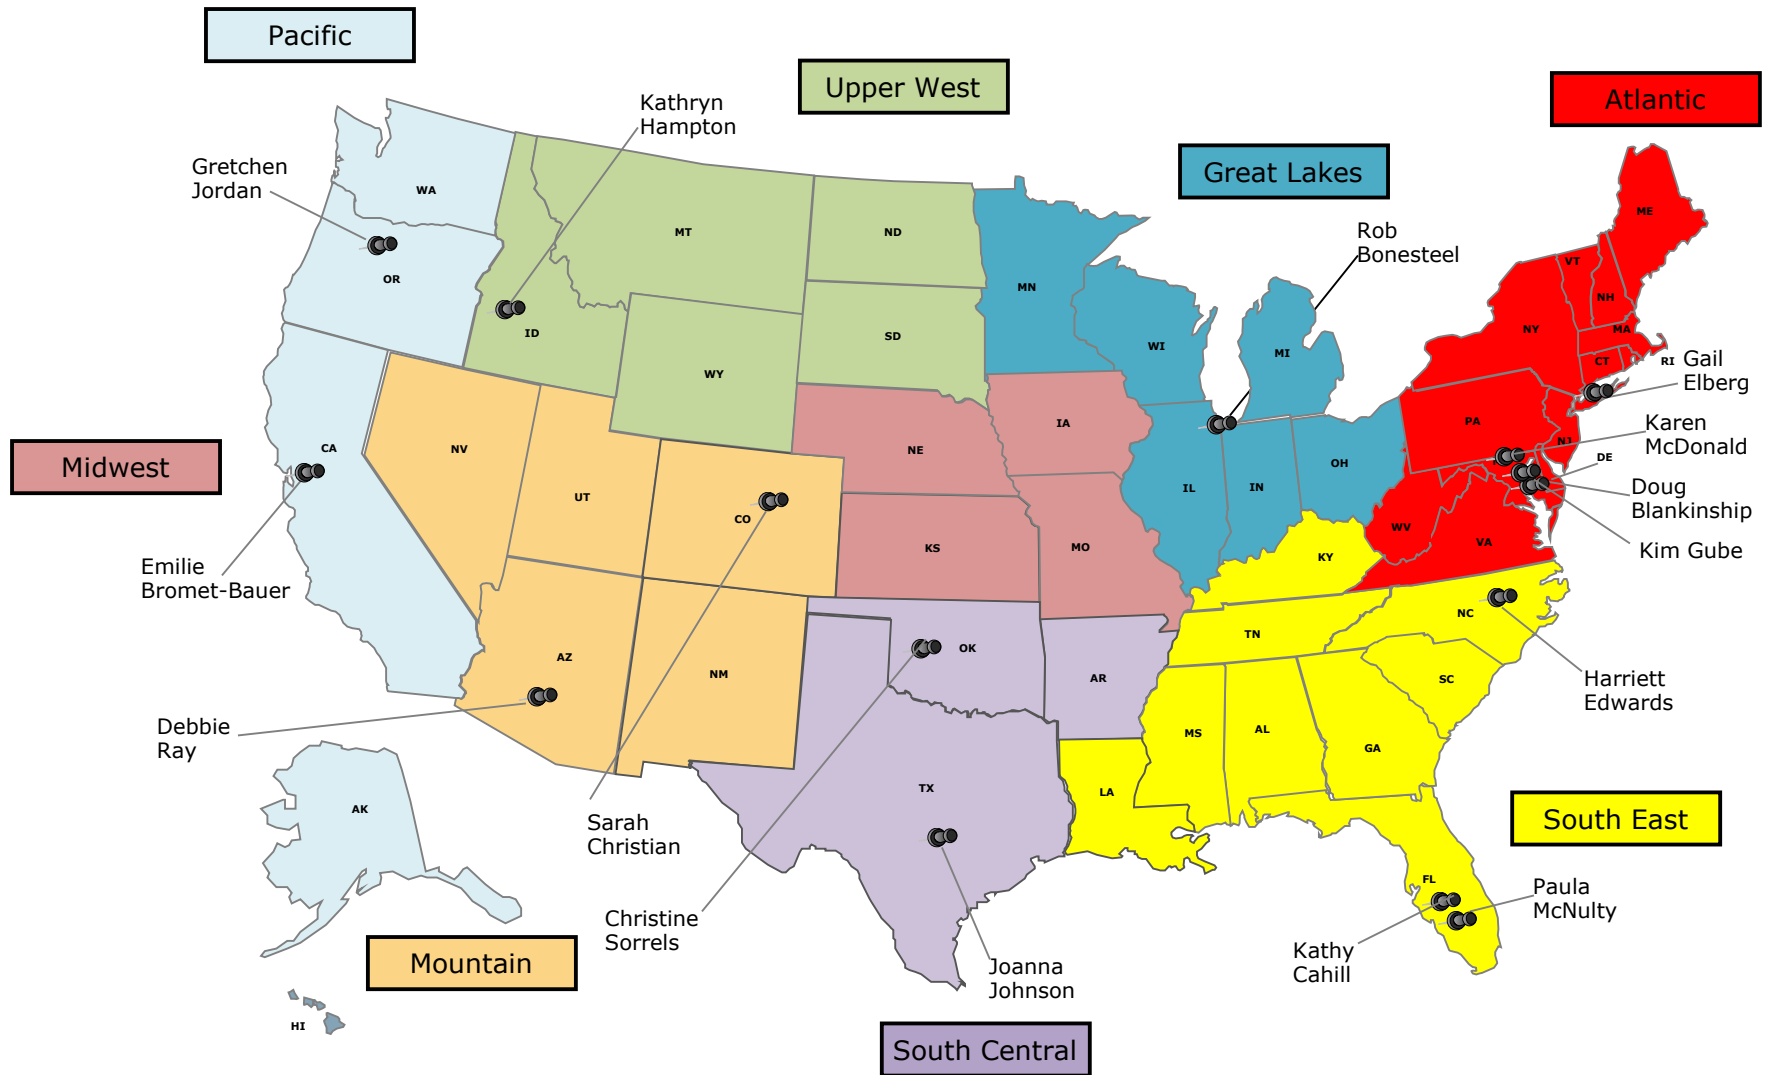 Pacific
Upper West
Atlantic
Great Lakes
Midwest
Mountain
South Central
South East
Kathryn
Hampton
Gretchen
Jordan
Rob
Bonesteel
Gail
Elberg
Karen
McDonald
Doug
Blankinship
Kim Gube
Harriett
Edwards
Paula
McNulty
Kathy
Cahill
Joanna
Johnson
Christine
Sorrels
Sarah
Christian
Debbie
Ray
Emilie
Bromet-Bauer
WA
OR
CA
AK
HI
ID
MT
WY
ND
SD
NV
UT
CO
AZ
NM
NE
KS
IA
MO
OK
TX
AR
MN
WI
MI
IL
IN
OH
KY
TN
MS
AL
GA
LA
FL
SC
NC
VA
WV
PA
NY
VT
NH
ME
MA
CT
RI
NJ
DE